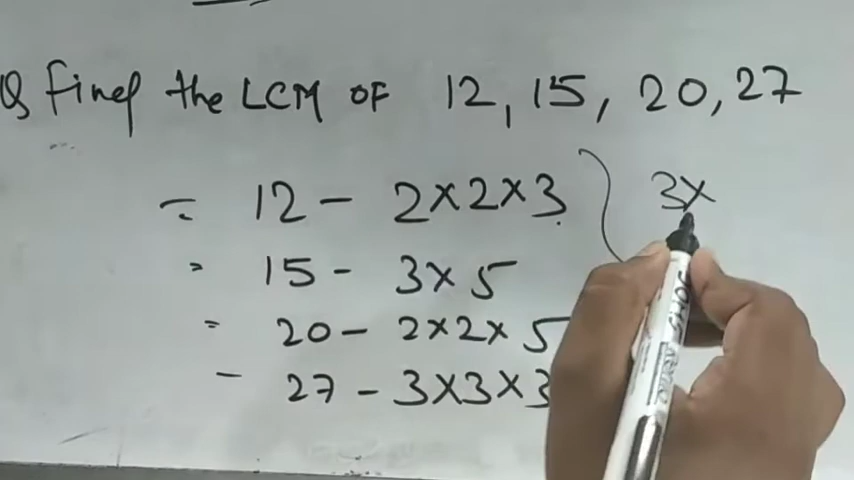 Q Find the LCM OF 12, 15, 20, 27
= 12 - 2×2×3 3×
= 15 - 3×5
= 20 - 2×2×5
- 27 - 3×3×3